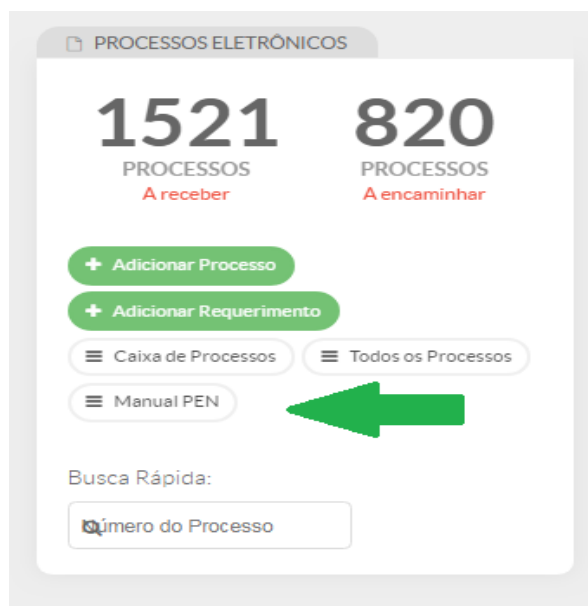 PROCESSOS ELETRÔNICOS
1521 820
PROCESSOS PROCESSOS
A receber A encaminhar
+ Adicionar Processo
+ Adicionar Requerimento
Caixa de Processos Todos os Processos
Manual PEN
Busca Rápida:
Número do Processo